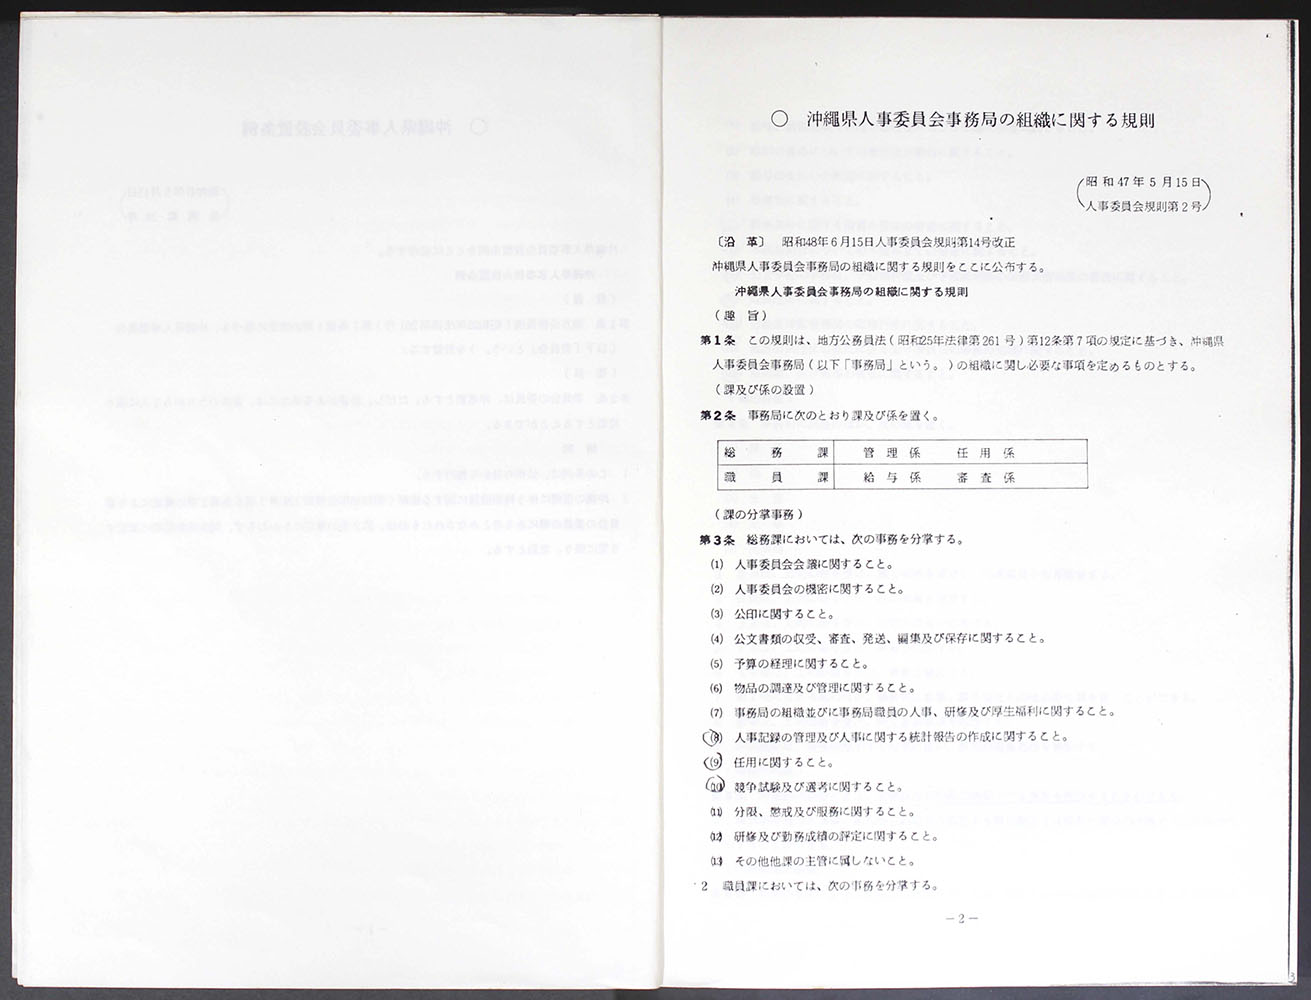 ○ 沖繩県人事委員会事務局の組織に関する規則
昭和47年5月15日
人事委員会規則第2号
〔沿 革〕 昭和48年6月15日人事委員会規則第14号改正
沖縄県人事委員会事務局の組織に関する規則をここに公布する。
沖繩県人事委員会事務局の組織に関する規則
（趣 旨）
第1条 この規則は、地方公務員法（昭和25年法律第261号）第12条第7項の規定に基づき、沖縄県
人事委員会事務局（以下「事務局」という。）の組織に関し必要な事項を定めるものとする。
（課及び係の設置）
第2条 事務局に次のとおり課及び係を置く。
総 務 課 管 理 係 任 用 係
職 員 課 給 与 係 審 査 係
（課の分掌事務）
第3条 総務課においては、次の事務を分掌する。
(1) 人事委員会会議に関すること。
(2) 人事委員会の機密に関すること。
(3) 公印に関すること。
(4) 公文書類の収受、審査、発送、編集及び保存に関すること。
(5) 予算の経理に関すること。
(6) 物品の調達及び管理に関すること。
(7) 事務局の組織並びに事務局職員の人事、研修及び厚生福利に関すること。
(8) 人事記録の管理及び人事に関する統計報告の作成に関すること。
(9) 任用に関すること。
(10) 競争試験及び選考に関すること。
(11) 分限、懲戒及び服務に関すること。
(12) 研修及び勤務成績の評定に関すること。
(13) その他他課の主管に属しないこと。
2 職員課においては、次の事務を分掌する。
－2－
3